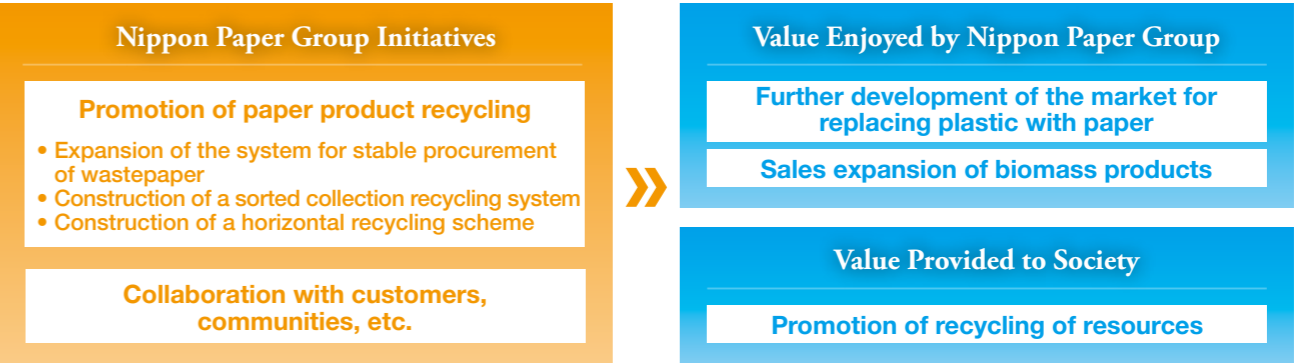 Nippon Paper Group Initiatives
Promotion of paper product recycling
• Expansion of the system for stable procurement
of wastepaper
• Construction of a sorted collection recycling system
• Construction of a horizontal recycling scheme
Collaboration with customers,
communities, etc.
Value Enjoyed by Nippon Paper Group
Further development of the market for
replacing plastic with paper
Sales expansion of biomass products
Value Provided to Society
Promotion of recycling of resources